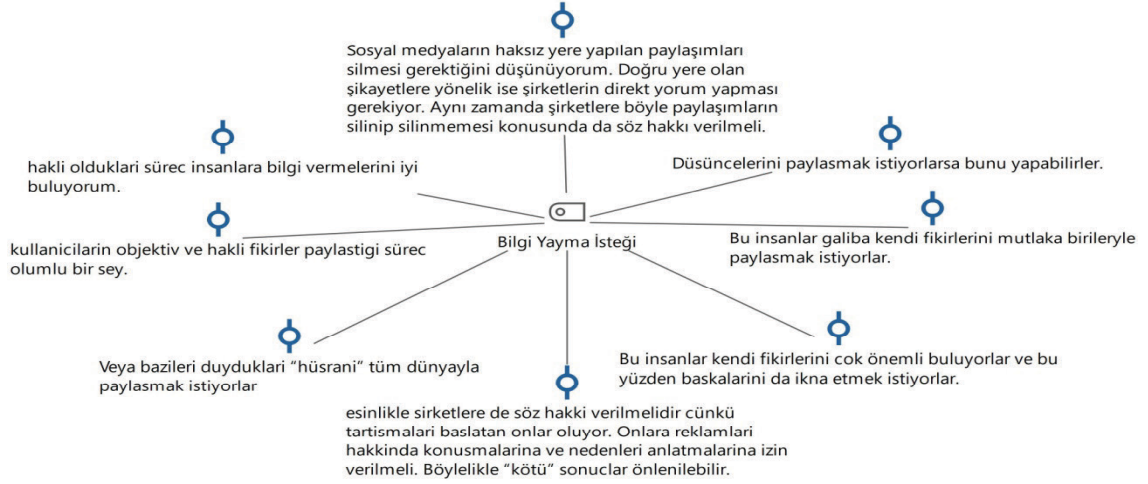 Sosyal medyaların haksız yere yapılan paylaşımları
silmesi gerektiğini düşünüyorum. Doğru yere olan
şikayetlere yönelik ise şirketlerin direkt yorum yapması
gerekiyor. Aynı zamanda şirketlere böyle paylaşımların
silinip silinmemesi konusunda da söz hakkı verilmeli.
hakli olduklari sürec insanlara bilgi vermelerini iyi
buluyorum.
Düsüncelerini paylasmak istiyorlarsa bunu yapabilirler.
kullanicilarin objektiv ve hakli fikirler paylastigi sürec
olumlu bir sey.
Bilgi Yayma İsteği
Bu insanlar galiba kendi fikirlerini mutlaka birileryle
paylasmak istiyorlar.
Veya bazileri duyduklari “hüsrani” tüm dünyayla
paylasmak istiyorlar
Bu insanlar kendi fikirlerini cok önemli buluyorlar ve bu
yüzden baskalarini da ikna etmek istiyorlar.
esinlikle sirketlere de söz hakki verilmelidir cünkü
tartismalari baslatan onlar oluyor. Onlara reklamlari
hakkinda konusmalarina ve nedenleri anlatmalarina izin
verilmeli. Böylelikle “kötü” sonuclar önlenilebilir.